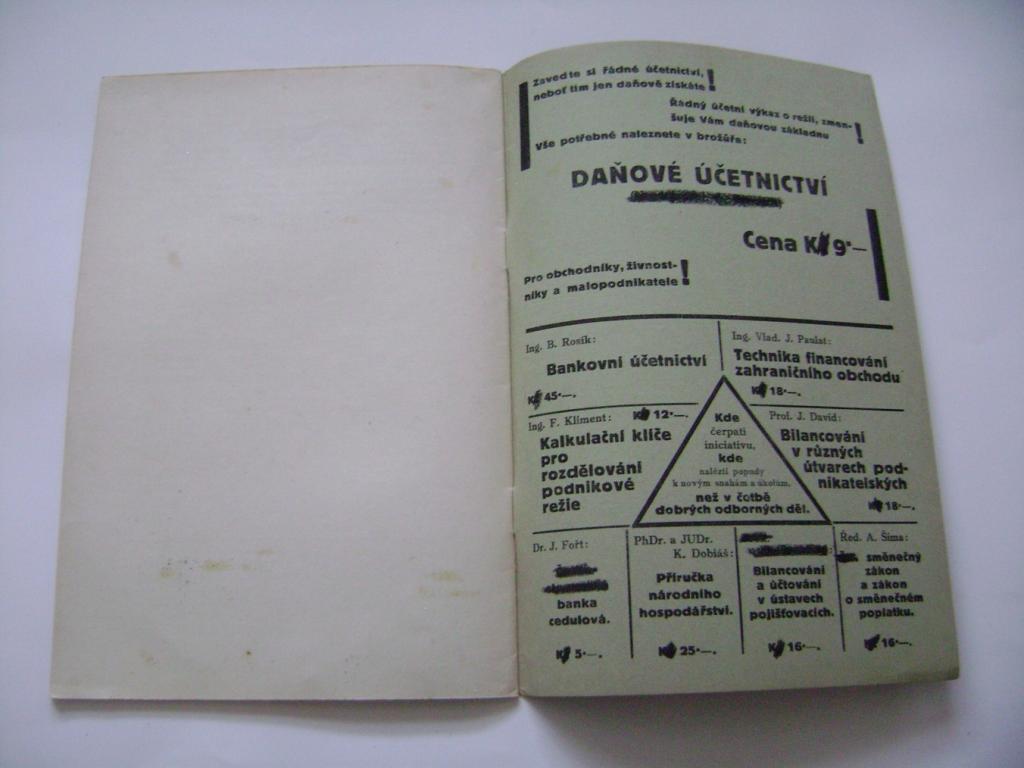 Zaveďte si řádné účetnictví,
neboť tím jen daňově získáte!
Řádný účetní výkaz o režii, zmen-
šuje Vám daňovou základnu!
Vše potřebné naleznete v brožůře:
DAŇOVÉ ÚČETNICTVÍ
Cena K 9·—
Pro obchodníky, živnost-
níky a malopodnikatele!
Ing. B. Rosík:
Bankovní účetnictví
K 45·—.
Ing. Vlad. J. Paulat:
Technika financování
zahraničního obchodu
K 18·—.
Ing. F. Kliment: K 12·—.
Kalkulační klíče
pro
rozdělování
podnikové
režie
Kde
čerpati
iniciativu,
kde
nalézti popudy
k novým snahám a úkolům,
než v četbě
dobrých odborných děl.
Prof. J. David:
Bilancování
v různých
útvarech pod-
nikatelských
K 18·—.
Dr. J. Fořt:
banka
cedulová.
K 5·—.
PhDr. a JUDr.
K. Dobiáš:
Příručka
národního
hospodářství.
K 25·—.
Bilancování
a účtování
v ústavech
pojišťovacích.
K 16·—.
Řed. A. Šíma:
směnečný
zákon
a zákon
o směnečném
poplatku.
K 16·—.